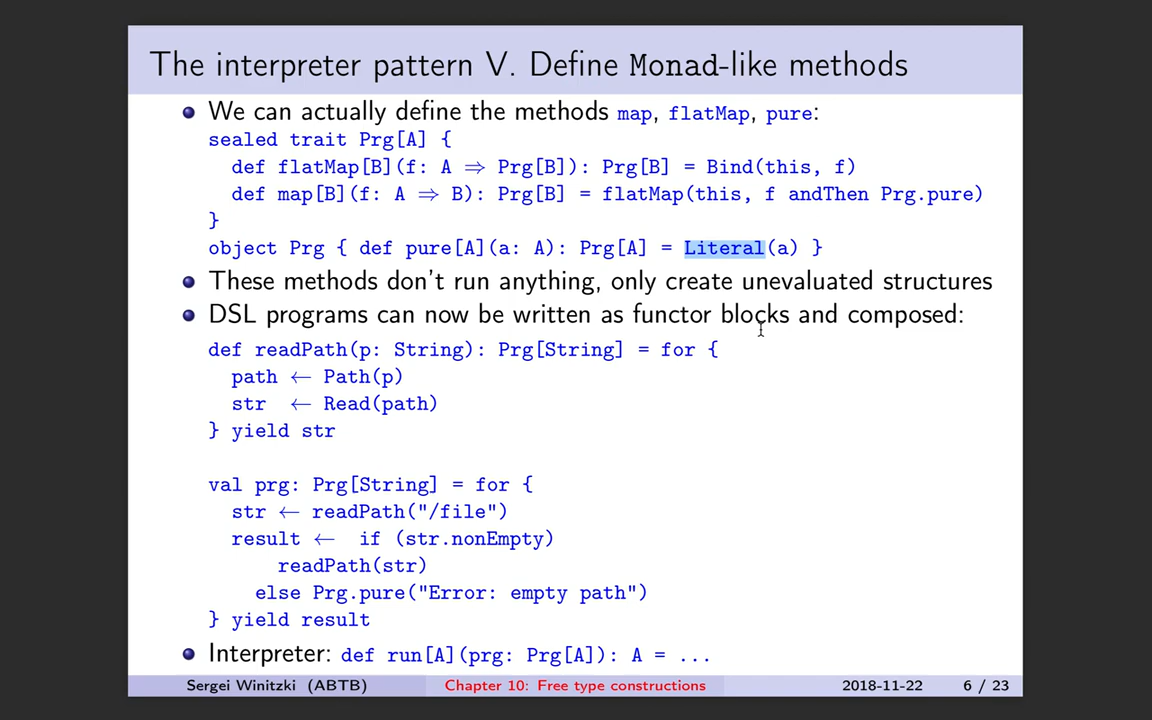 The interpreter pattern V. Define Monad-like methods
We can actually define the methods map, flatMap, pure:
sealed trait Prg[A] {
  def flatMap[B](f: A ⇒ Prg[B]): Prg[B] = Bind(this, f)
  def map[B](f: A ⇒ B): Prg[B] = flatMap(this, f andThen Prg.pure)
}
object Prg { def pure[A](a: A): Prg[A] = Literal(a) }
These methods don't run anything, only create unevaluated structures
DSL programs can now be written as functor blocks and composed:
def readPath(p: String): Prg[String] = for {
  path ← Path(p)
  str  ← Read(path)
} yield str
val prg: Prg[String] = for {
  str ← readPath("/file")
  result ←  if (str.nonEmpty)
      readPath(str)
    else Prg.pure("Error: empty path")
} yield result
Interpreter: def run[A](prg: Prg[A]): A = ...
Sergei Winitzki (ABTB) Chapter 10: Free type constructions 2018-11-22 6 / 23